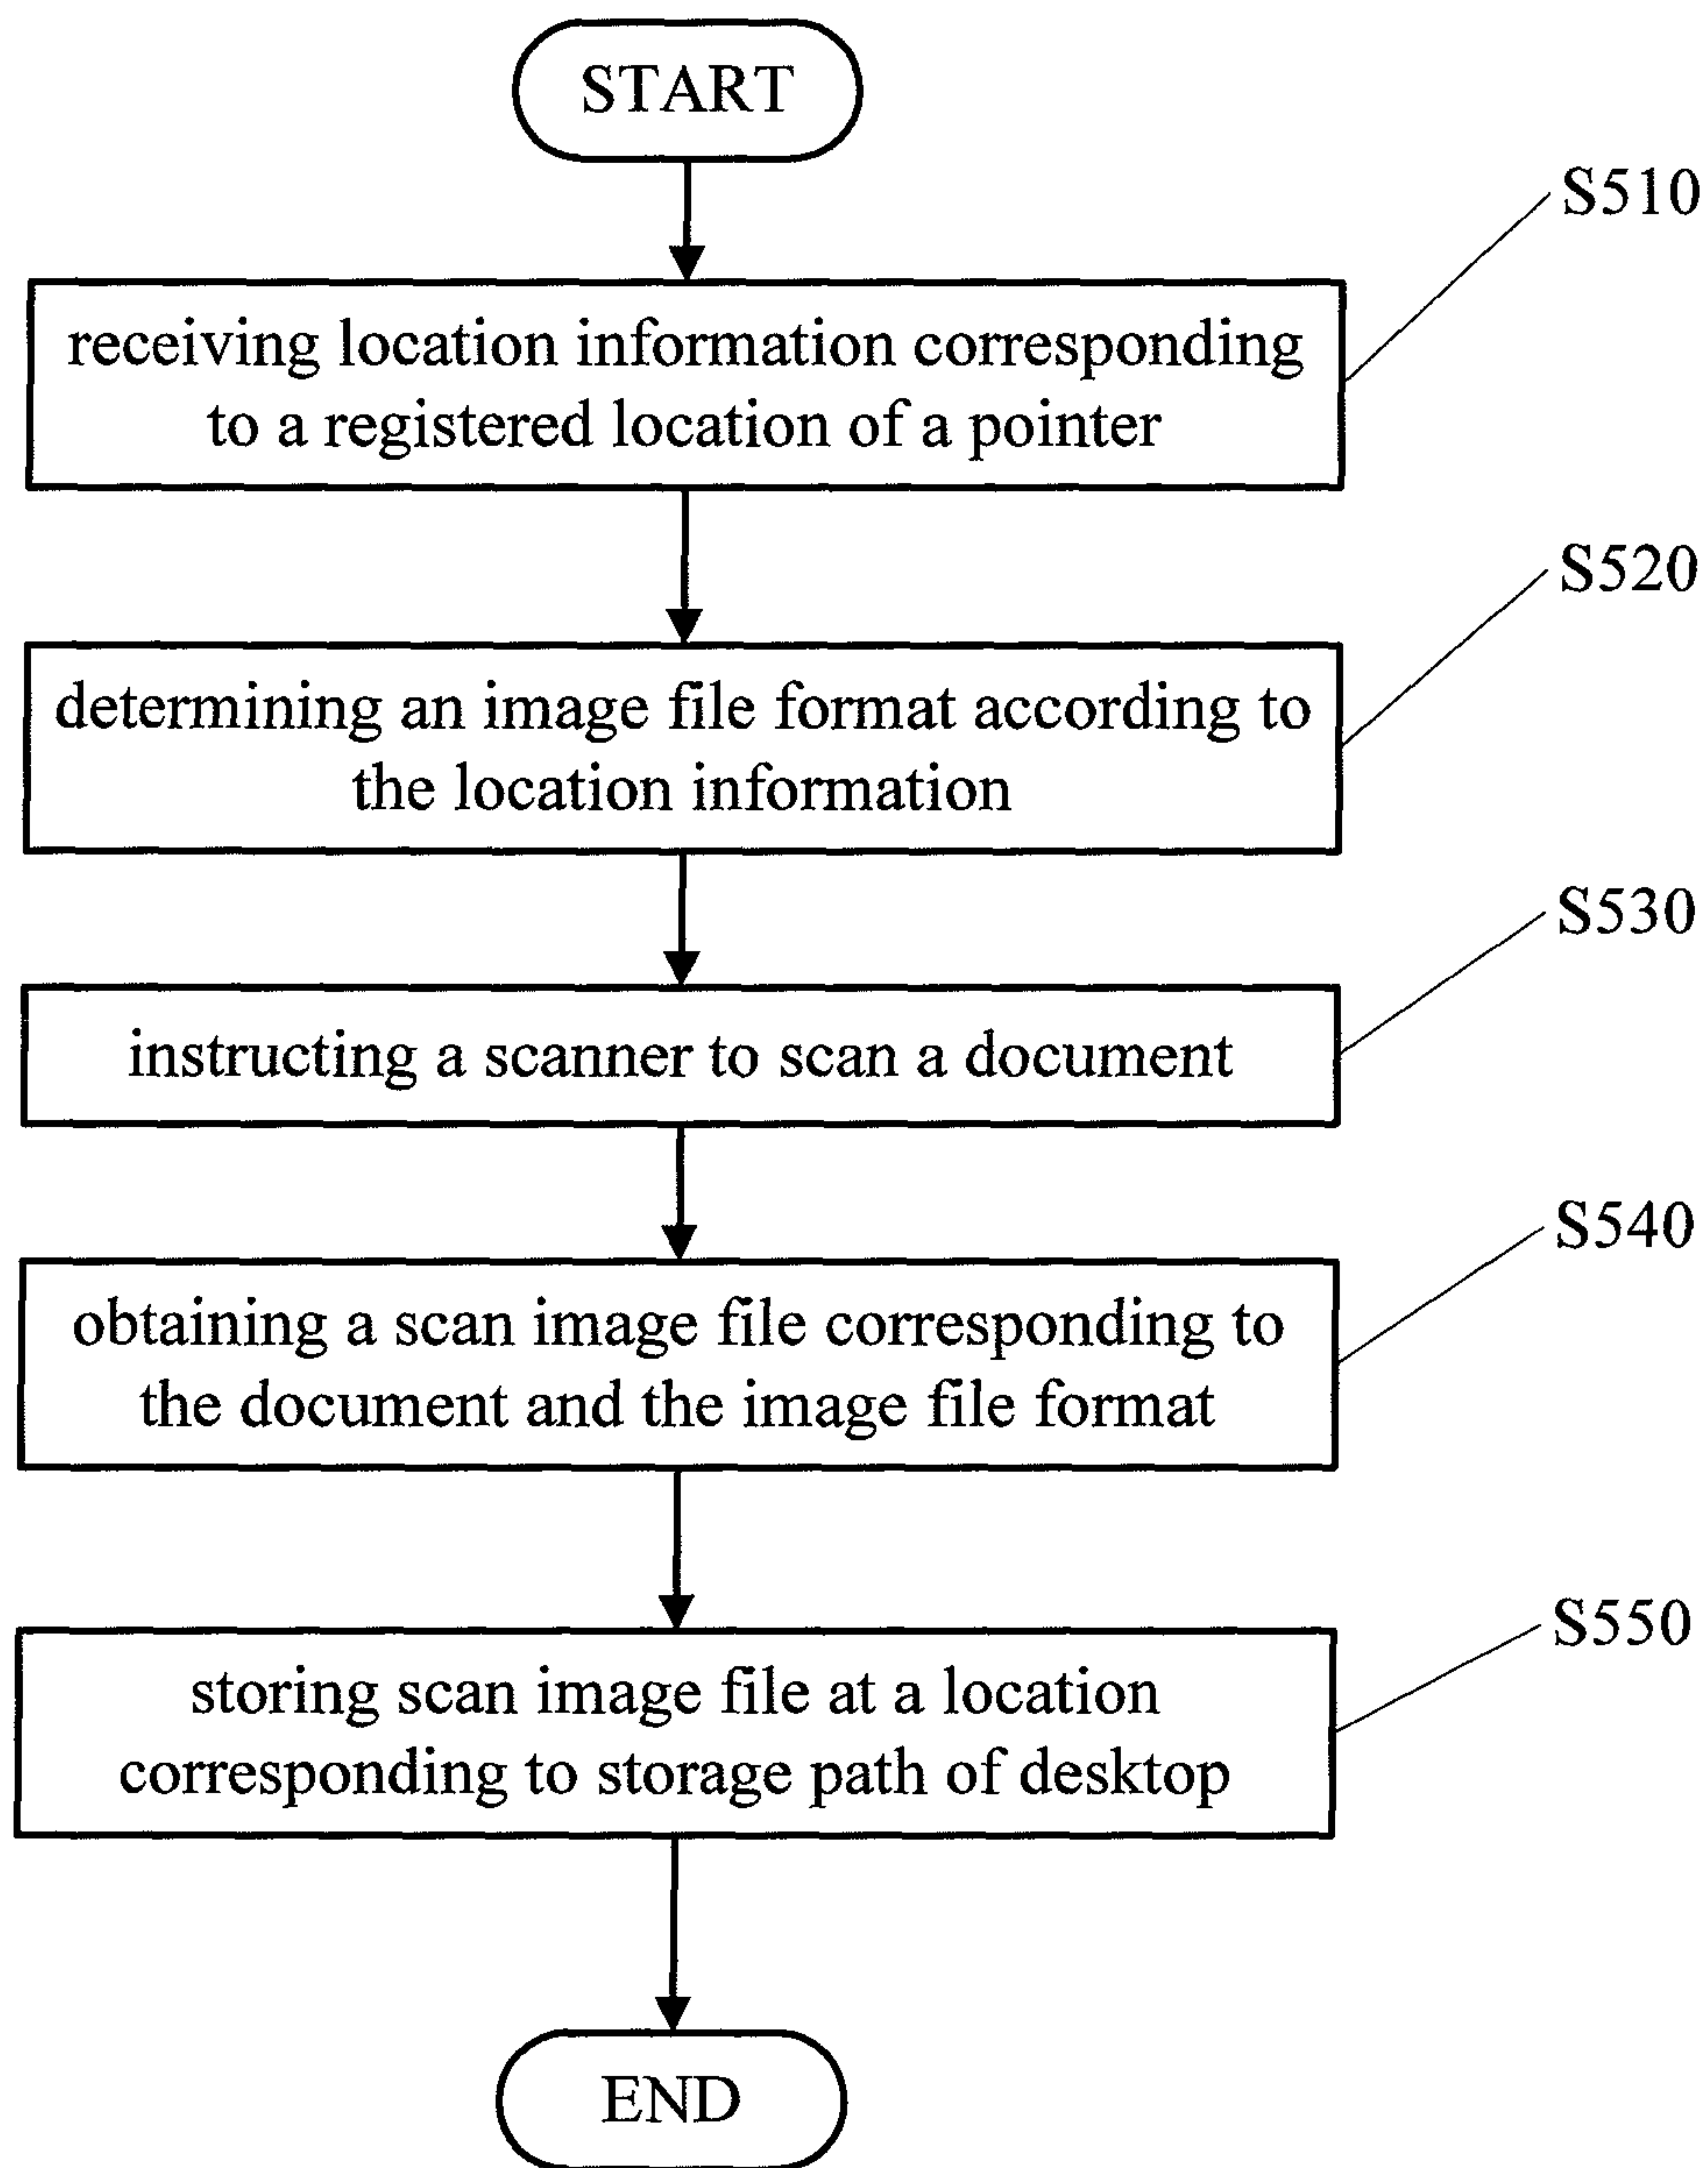 START
S510
receiving location information corresponding
to a registered location of a pointer
S520
determining an image file format according to
the location information
S530
instructing a scanner to scan a document
S540
obtaining a scan image file corresponding to
the document and the image file format
S550
storing scan image file at a location
corresponding to storage path of desktop
END